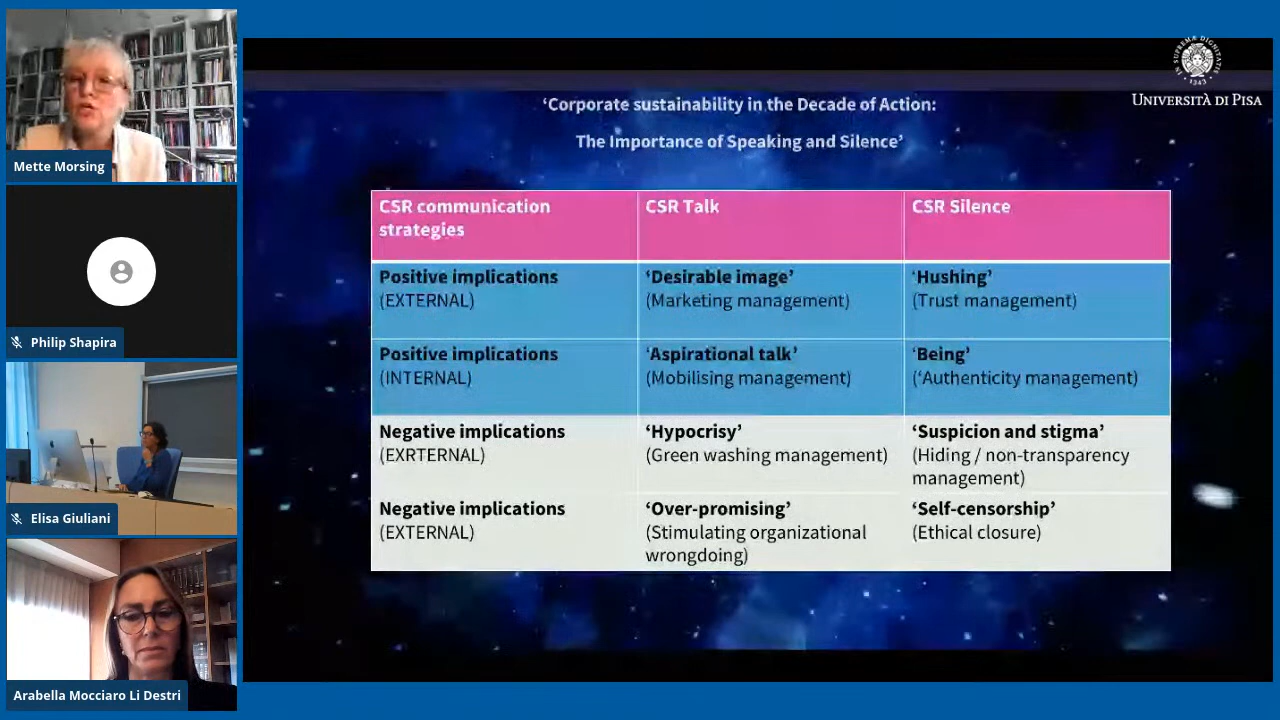 Mette Morsing
Philip Shapira
Elisa Giuliani
Arabella Mocciaro Li Destri
IN SUPREMÆ DIGNITATIS
1343
UNIVERSITÀ DI PISA
‘Corporate sustainability in the Decade of Action:
The Importance of Speaking and Silence’
CSR communication
strategies
CSR Talk
CSR Silence
Positive implications
(EXTERNAL)
‘Desirable image’
(Marketing management)
‘Hushing’
(Trust management)
Positive implications
(INTERNAL)
‘Aspirational talk’
(Mobilising management)
‘Being’
(‘Authenticity management)
Negative implications
(EXRTERNAL)
‘Hypocrisy’
(Green washing management)
‘Suspicion and stigma’
(Hiding / non-transparency
management)
Negative implications
(EXTERNAL)
‘Over-promising’
(Stimulating organizational
wrongdoing)
‘Self-censorship’
(Ethical closure)